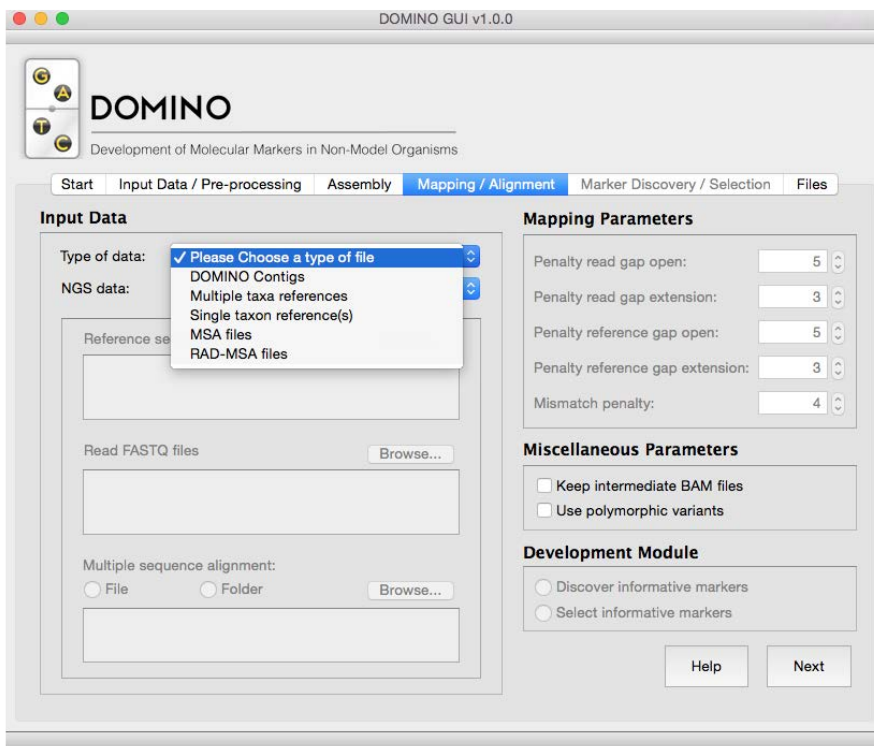 DOMINO GUI v1.0.0
G
A
T
C
DOMINO
Development of Molecular Markers in Non-Model Organisms
Start Input Data / Pre-processing Assembly Mapping / Alignment Marker Discovery / Selection Files
Input Data
Type of data:
✓ Please Choose a type of file
DOMINO Contigs
Multiple taxa references
Single taxon reference(s)
MSA files
RAD-MSA files
NGS data:
Reference se
Read FASTQ files
Browse...
Multiple sequence alignment:
File Folder Browse...
Mapping Parameters
Penalty read gap open: 5
Penalty read gap extension: 3
Penalty reference gap open: 5
Penalty reference gap extension: 3
Mismatch penalty: 4
Miscellaneous Parameters
Keep intermediate BAM files
Use polymorphic variants
Development Module
Discover informative markers
Select informative markers
Help Next